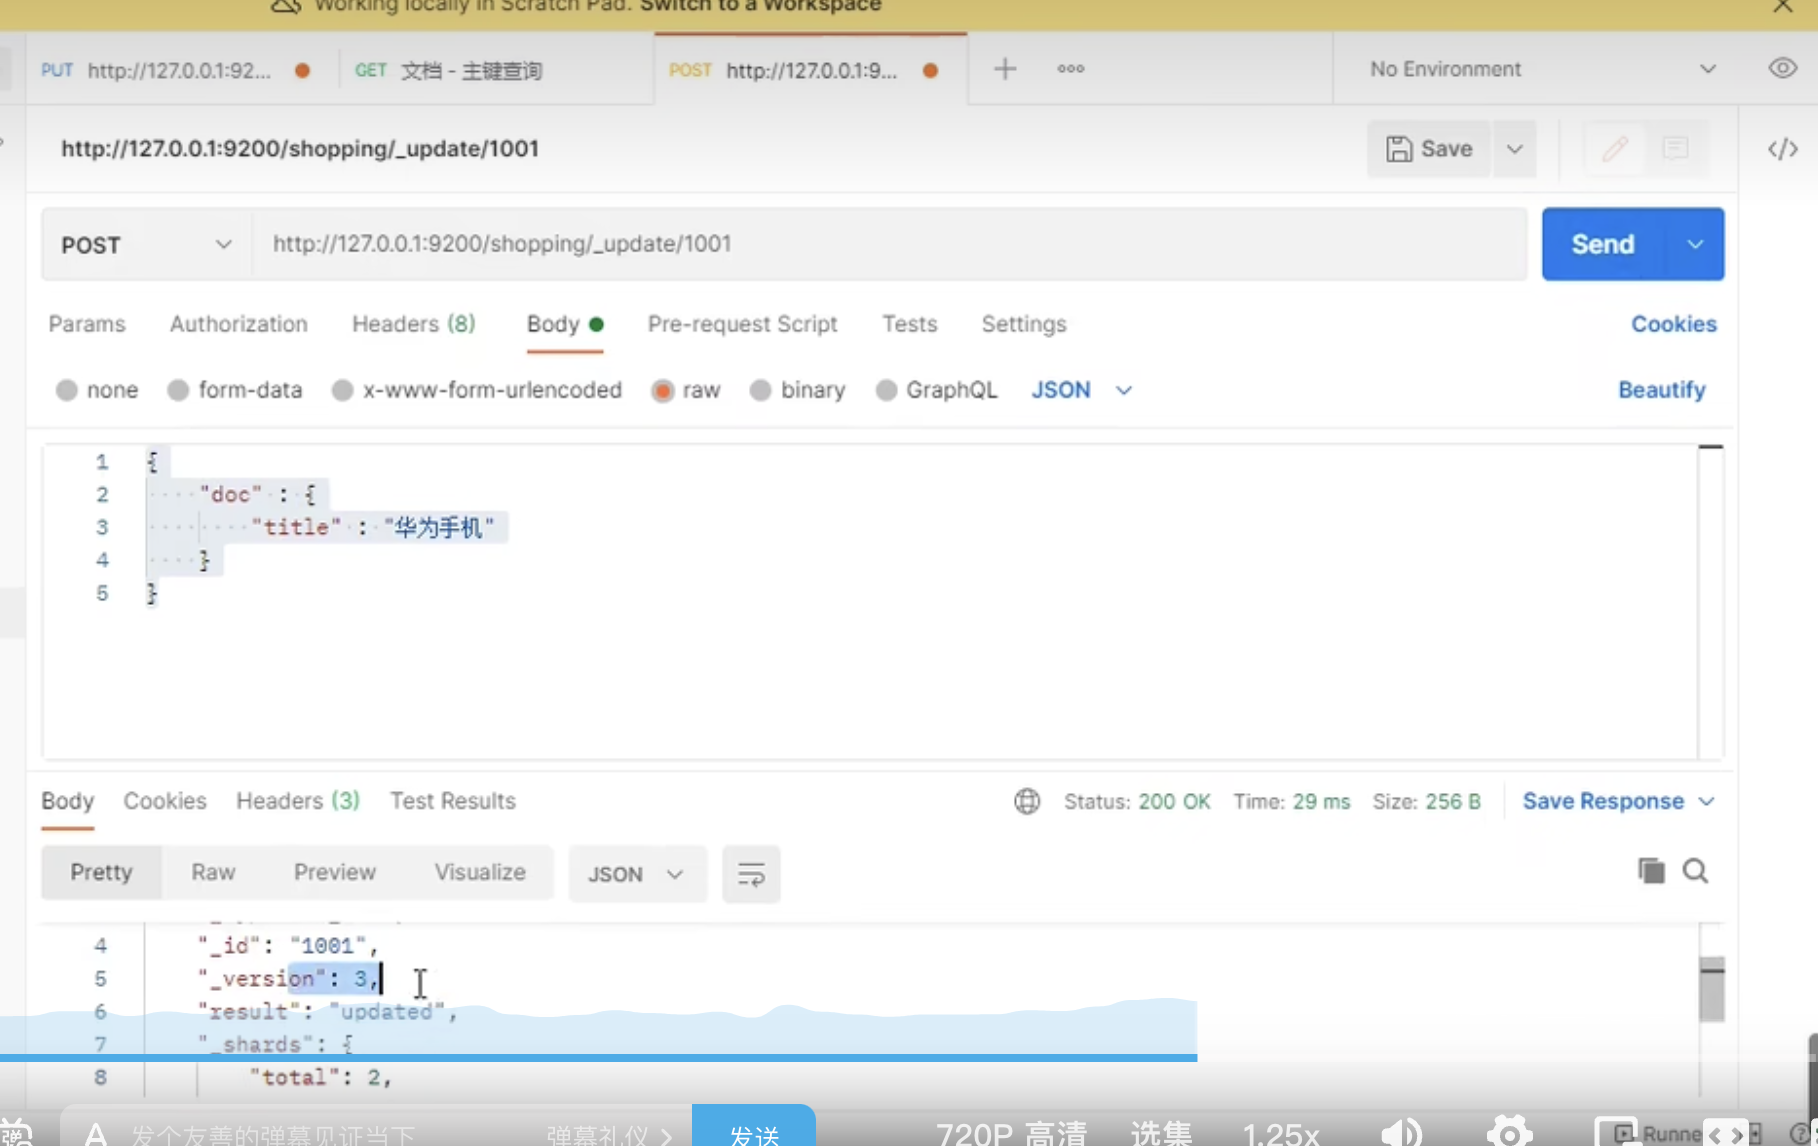 Working locally in Scratch Pad. Switch to a Workspace
PUT http://127.0.0.1:92... GET 文档 - 主键查询 POST http://127.0.0.1:9... No Environment
http://127.0.0.1:9200/shopping/_update/1001 Save
POST http://127.0.0.1:9200/shopping/_update/1001 Send
Params Authorization Headers (8) Body Pre-request Script Tests Settings Cookies
none form-data x-www-form-urlencoded raw binary GraphQL JSON Beautify
1 {
2 "doc" : {
3 "title" : "华为手机"
4 }
5 }
Body Cookies Headers (3) Test Results Status: 200 OK Time: 29 ms Size: 256 B Save Response
Pretty Raw Preview Visualize JSON
4 "_id": "1001",
5 "_version": 3,
6 "result": "updated",
7 "_shards": {
8 "total": 2,
弹 A 发个友善的弹幕见证当下 弹幕礼仪 > 发送 720P 高清 选集 1.25x Runne